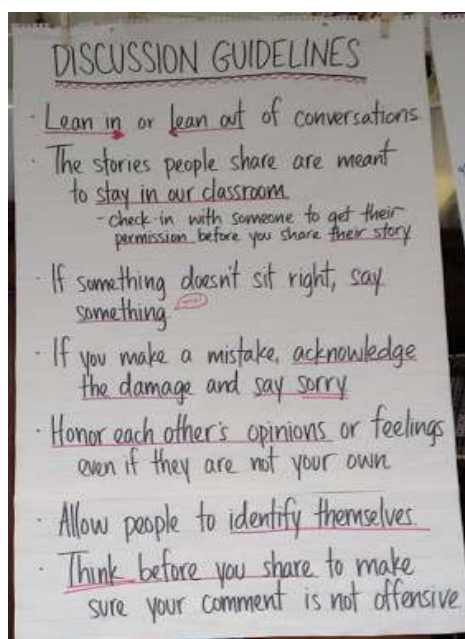 DISCUSSION GUIDELINES
· Lean in or lean out of conversations
· The stories people share are meant
to stay in our classroom
- check in with someone to get their
permission before you share their story
· If something doesn't sit right, say
something
· If you make a mistake, acknowledge
the damage and say sorry
· Honor each other's opinions or feelings
even if they are not your own
· Allow people to identify themselves
· Think before you share to make
sure your comment is not offensive